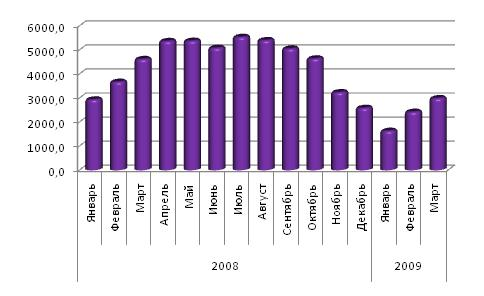 6000,0
5000,0
4000,0
3000,0
2000,0
1000,0
0,0
Январь
Февраль
Март
Апрель
Май
Июнь
Июль
Август
Сентябрь
Октябрь
Ноябрь
Декабрь
Январь
Февраль
Март
2008
2009